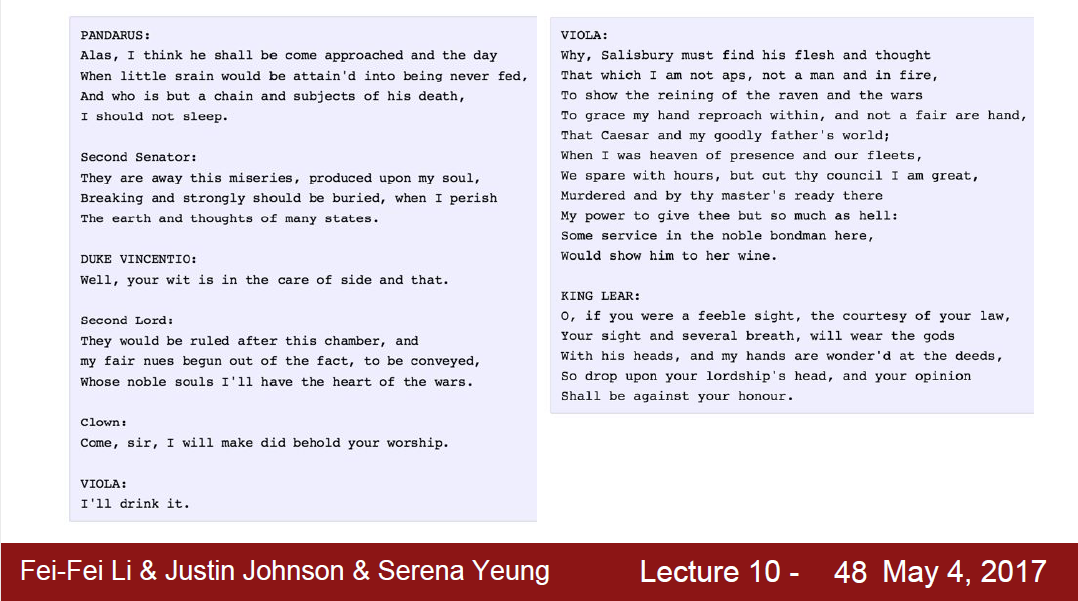 PANDARUS:
Alas, I think he shall be come approached and the day
When little srain would be attain'd into being never fed,
And who is but a chain and subjects of his death,
I should not sleep.
Second Senator:
They are away this miseries, produced upon my soul,
Breaking and strongly should be buried, when I perish
The earth and thoughts of many states.
DUKE VINCENTIO:
Well, your wit is in the care of side and that.
Second Lord:
They would be ruled after this chamber, and
my fair nues begun out of the fact, to be conveyed,
Whose noble souls I'll have the heart of the wars.
Clown:
Come, sir, I will make did behold your worship.
VIOLA:
I'll drink it.
VIOLA:
Why, Salisbury must find his flesh and thought
That which I am not aps, not a man and in fire,
To show the reining of the raven and the wars
To grace my hand reproach within, and not a fair are hand,
That Caesar and my goodly father's world;
When I was heaven of presence and our fleets,
We spare with hours, but cut thy council I am great,
Murdered and by thy master's ready there
My power to give thee but so much as hell:
Some service in the noble bondman here,
Would show him to her wine.
KING LEAR:
O, if you were a feeble sight, the courtesy of your law,
Your sight and several breath, will wear the gods
With his heads, and my hands are wonder'd at the deeds,
So drop upon your lordship's head, and your opinion
Shall be against your honour.
Fei-Fei Li & Justin Johnson & Serena Yeung Lecture 10 - 48 May 4, 2017